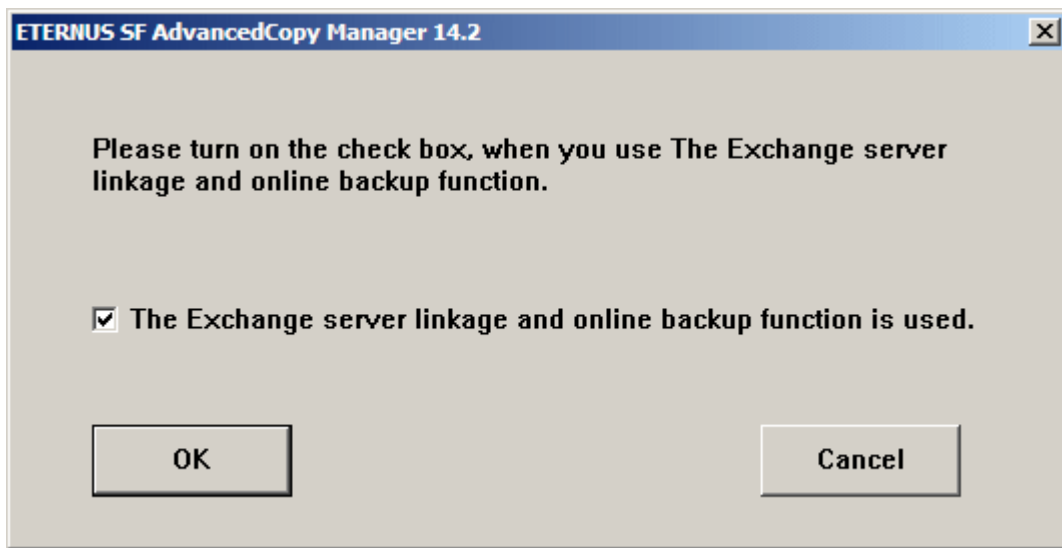 ETERNUS SF AdvancedCopy Manager 14.2
Please turn on the check box, when you use The Exchange server
linkage and online backup function.
The Exchange server linkage and online backup function is used.
OK
Cancel